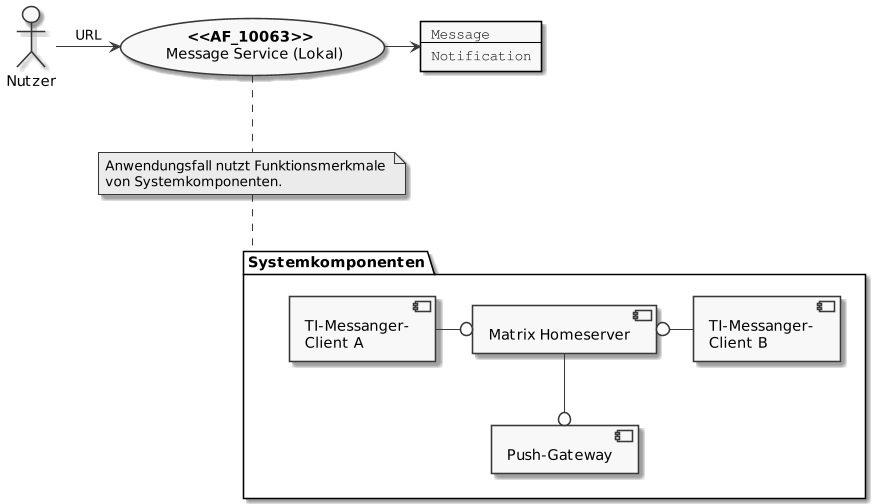 Nutzer
URL
<<AF_10063>>
Message Service (Lokal)
Message
Notification
Anwendungsfall nutzt Funktionsmerkmale
von Systemkomponenten.
Systemkomponenten
TI-Messanger-
Client A
Matrix Homeserver
TI-Messanger-
Client B
Push-Gateway